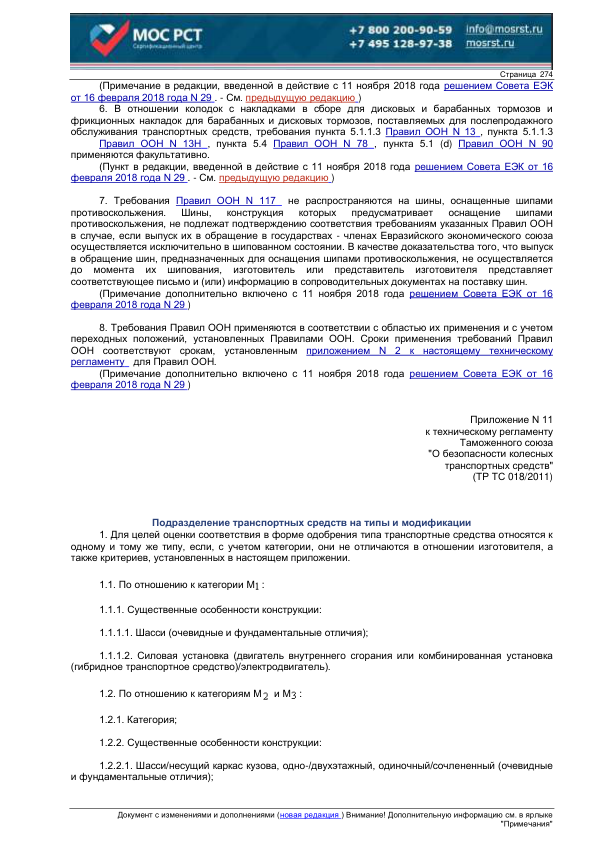 МОС РСТ
Сертификационный центр
+7 800 200-90-59 info@mosrst.ru
+7 495 128-97-38 mosrst.ru
Страница 274
(Примечание в редакции, введенной в действие с 11 ноября 2018 года решением Совета ЕЭК
от 16 февраля 2018 года N 29 . - См. предыдущую редакцию )
6. В отношении колодок с накладками в сборе для дисковых и барабанных тормозов и
фрикционных накладок для барабанных и дисковых тормозов, поставляемых для послепродажного
обслуживания транспортных средств, требования пункта 5.1.1.3 Правил ООН N 13 , пункта 5.1.1.3
Правил ООН N 13Н , пункта 5.4 Правил ООН N 78 , пункта 5.1 (d) Правил ООН N 90
применяются факультативно.
(Пункт в редакции, введенной в действие с 11 ноября 2018 года решением Совета ЕЭК от 16
февраля 2018 года N 29 . - См. предыдущую редакцию )
7. Требования Правил ООН N 117 не распространяются на шины, оснащенные шипами
противоскольжения. Шины, конструкция которых предусматривает оснащение шипами
противоскольжения, не подлежат подтверждению соответствия требованиям указанных Правил ООН
в случае, если выпуск их в обращение в государствах - членах Евразийского экономического союза
осуществляется исключительно в шипованном состоянии. В качестве доказательства того, что выпуск
в обращение шин, предназначенных для оснащения шипами противоскольжения, не осуществляется
до момента их шипования, изготовитель или представитель изготовителя представляет
соответствующее письмо и (или) информацию в сопроводительных документах на поставку шин.
(Примечание дополнительно включено с 11 ноября 2018 года решением Совета ЕЭК от 16
февраля 2018 года N 29 )
8. Требования Правил ООН применяются в соответствии с областью их применения и с учетом
переходных положений, установленных Правилами ООН. Сроки применения требований Правил
ООН соответствуют срокам, установленным приложением N 2 к настоящему техническому
регламенту для Правил ООН.
(Примечание дополнительно включено с 11 ноября 2018 года решением Совета ЕЭК от 16
февраля 2018 года N 29 )
Приложение N 11
к техническому регламенту
Таможенного союза
"О безопасности колесных
транспортных средств"
(ТР ТС 018/2011)
Подразделение транспортных средств на типы и модификации
1. Для целей оценки соответствия в форме одобрения типа транспортные средства относятся к
одному и тому же типу, если, с учетом категории, они не отличаются в отношении изготовителя, а
также критериев, установленных в настоящем приложении.
1.1. По отношению к категории М1 :
1.1.1. Существенные особенности конструкции:
1.1.1.1. Шасси (очевидные и фундаментальные отличия);
1.1.1.2. Силовая установка (двигатель внутреннего сгорания или комбинированная установка
(гибридное транспортное средство)/электродвигатель).
1.2. По отношению к категориям М2 и М3 :
1.2.1. Категория;
1.2.2. Существенные особенности конструкции:
1.2.2.1. Шасси/несущий каркас кузова, одно-/двухэтажный, одиночный/сочлененный (очевидные
и фундаментальные отличия);
Документ с изменениями и дополнениями (новая редакция ) Внимание! Дополнительную информацию см. в ярлыке
"Примечания"